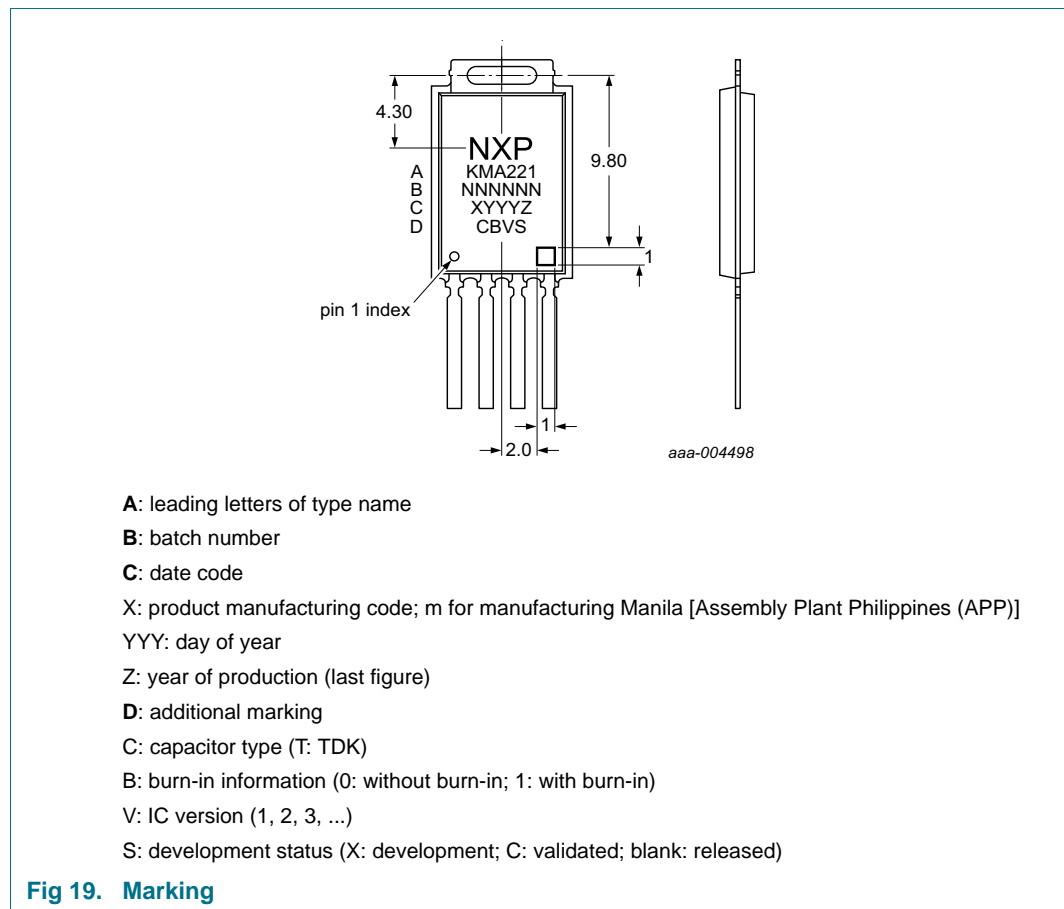 4.30
9.80
NXP
A KMA221
B NNNNNN
C XYYYZ
D CBVS
1
pin 1 index
1
2.0
aaa-004498
A: leading letters of type name
B: batch number
C: date code
X: product manufacturing code; m for manufacturing Manila [Assembly Plant Philippines (APP)]
YYY: day of year
Z: year of production (last figure)
D: additional marking
C: capacitor type (T: TDK)
B: burn-in information (0: without burn-in; 1: with burn-in)
V: IC version (1, 2, 3, ...)
S: development status (X: development; C: validated; blank: released)
Fig 19. Marking